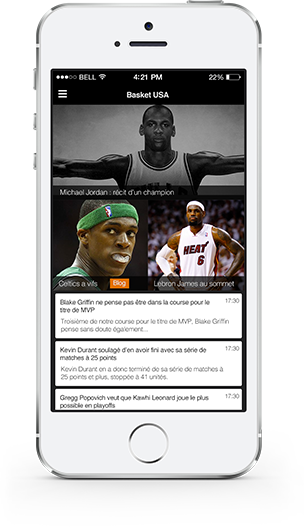 BELL 4:21 PM 22%
Basket USA
Michael Jordan : récit d'un champion
Celtics a vifs
Blog
Lebron James au sommet
HEAT
6
Blake Griffin ne pense pas être dans la course pour le
titre de MVP
17:30
Troisième de notre course pour le titre de MVP, Blake
Griffin pense sans doute également...
Kevin Durant soulagé d'en avoir fini avec sa série de
matches à 25 points
17:30
Kevin Durant en a donc terminé de sa série de matches
à 25 points et plus, stoppée à 41 unités.
Gregg Popovich veut que Kawhi Leonard joue le plus
possible en playoffs
17:30